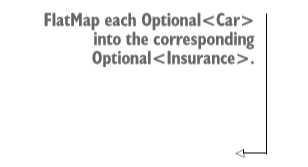 FlatMap each Optional<Car>
into the corresponding
Optional<Insurance>.